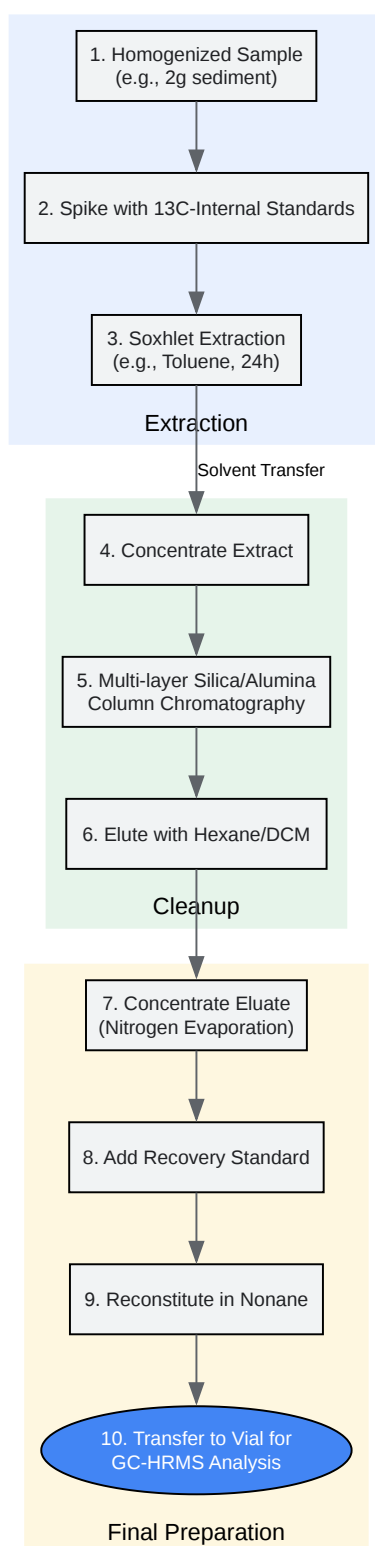 1. Homogenized Sample
(e.g., 2g sediment)
2. Spike with 13C-Internal Standards
3. Soxhlet Extraction
(e.g., Toluene, 24h)
Extraction
Solvent Transfer
4. Concentrate Extract
5. Multi-layer Silica/Alumina
Column Chromatography
6. Elute with Hexane/DCM
Cleanup
7. Concentrate Eluate
(Nitrogen Evaporation)
8. Add Recovery Standard
9. Reconstitute in Nonane
10. Transfer to Vial for
GC-HRMS Analysis
Final Preparation